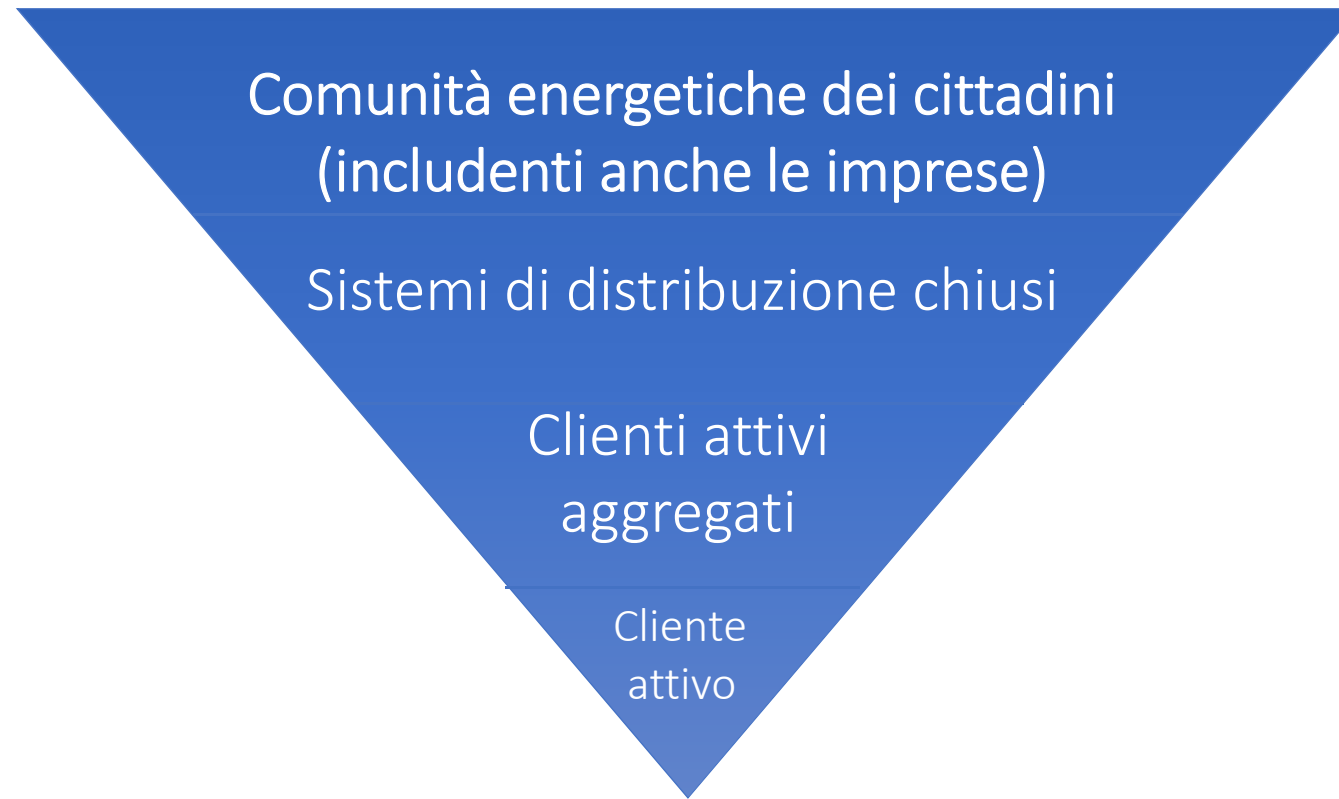 Comunità energetiche dei cittadini
(includenti anche le imprese)
Sistemi di distribuzione chiusi
Clienti attivi
aggregati
Cliente
attivo